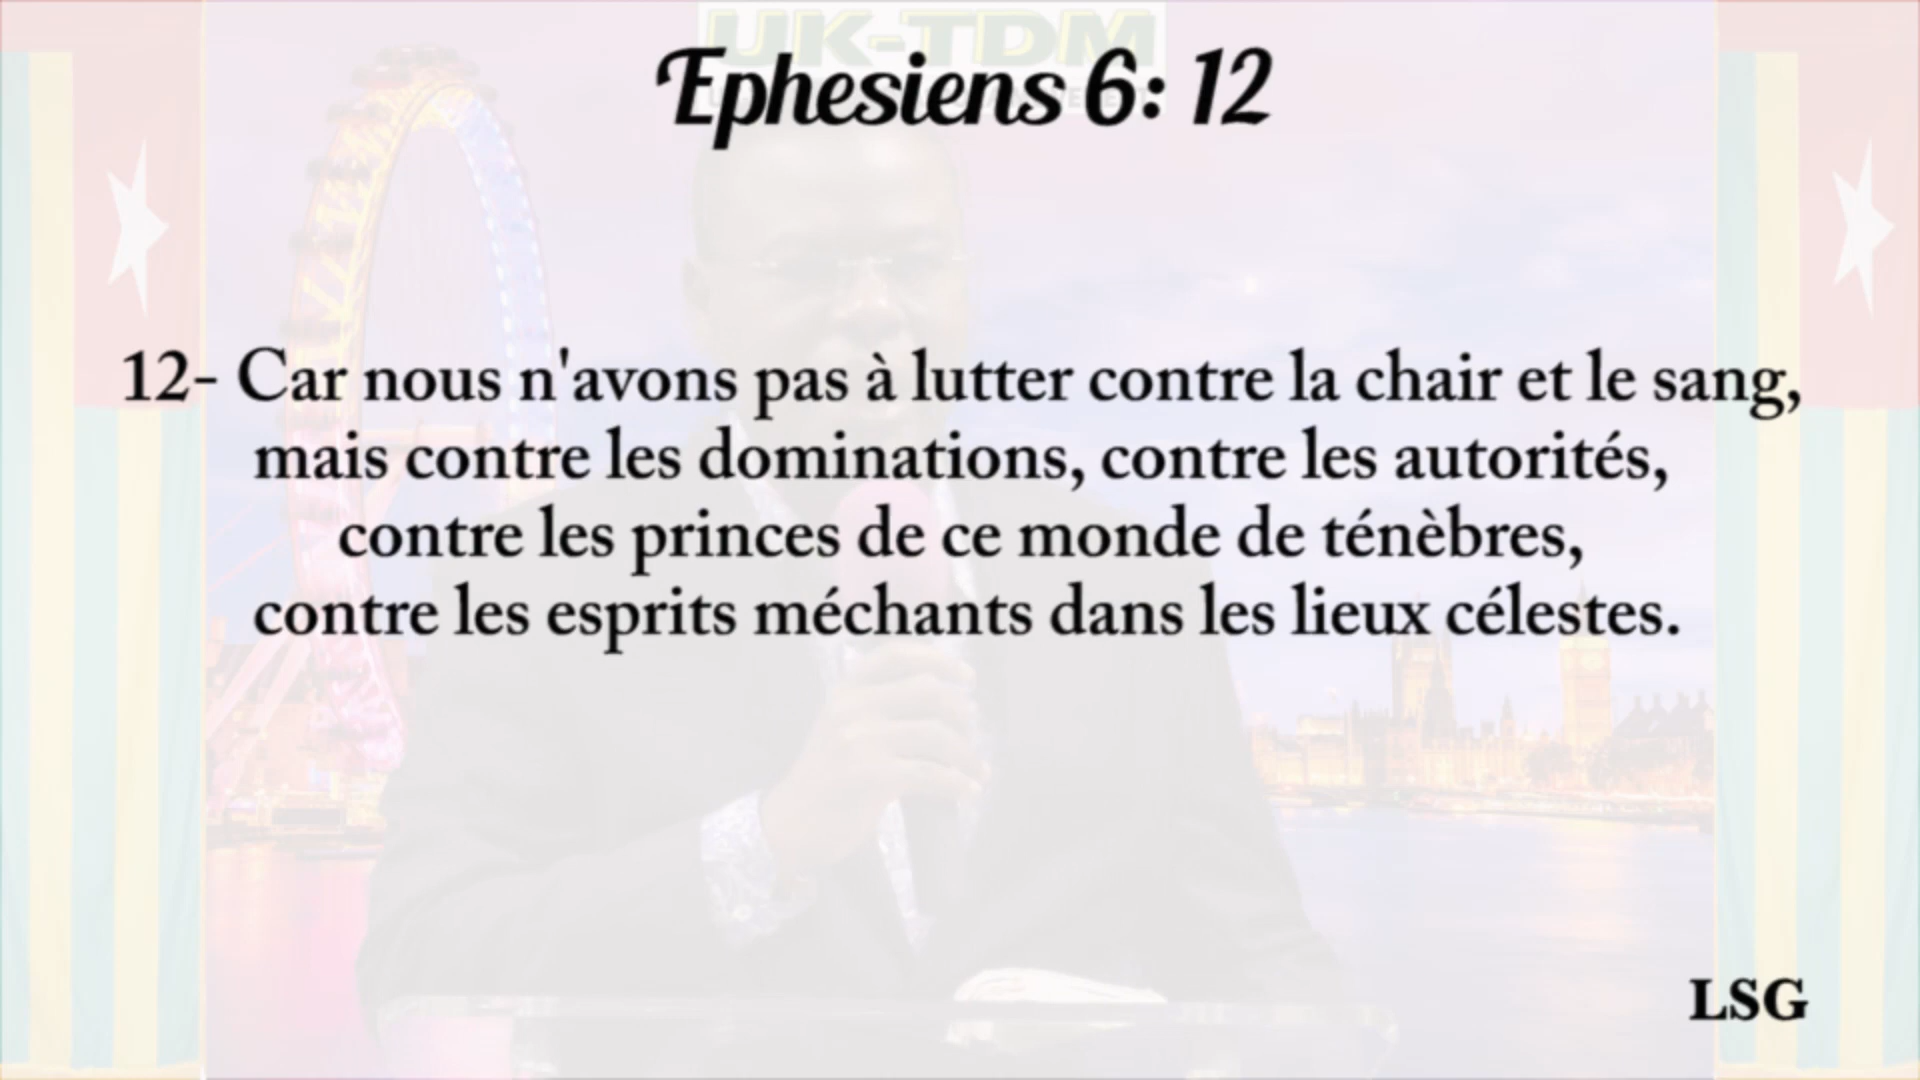 UK-TDM
Ephesiens 6: 12
12- Car nous n'avons pas à lutter contre la chair et le sang,
mais contre les dominations, contre les autorités,
contre les princes de ce monde de ténèbres,
contre les esprits méchants dans les lieux célestes.
LSG